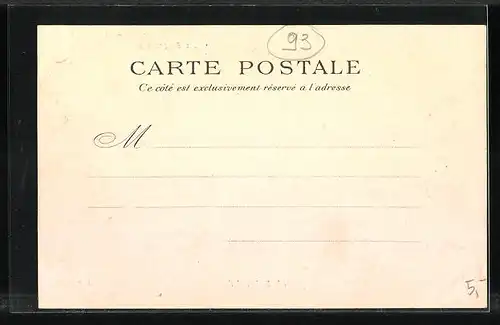 93
CARTE POSTALE
Ce côté est exclusivement réservé a l'adresse
M
5,-